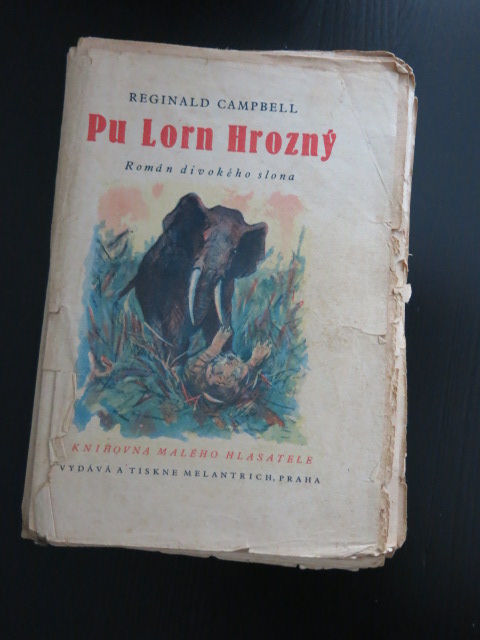 REGINALD CAMPBELL
Pu Lorn Hrozný
Román divokého slona
KNIHOVNA MALÉHO HLASATELE
VYDÁVÁ A TISKNE MELANTRICH, PRAHA